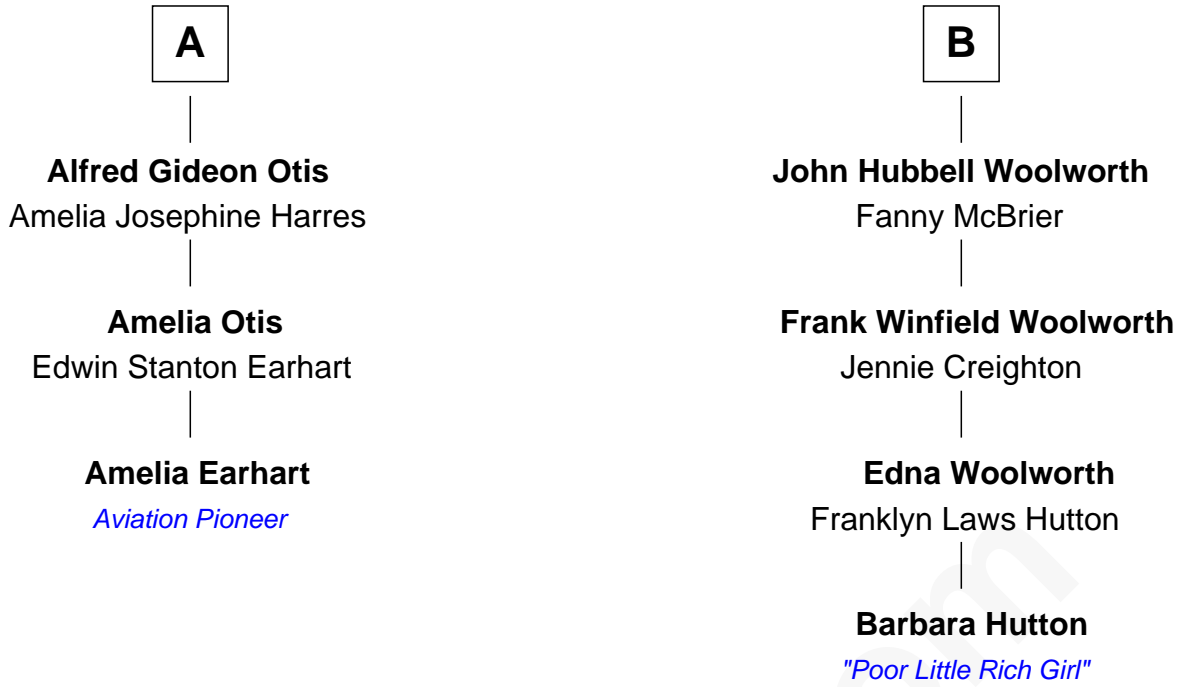 A
Alfred Gideon Otis
Amelia Josephine Harres
Amelia Otis
Edwin Stanton Earhart
Amelia Earhart
Aviation Pioneer
B
John Hubbell Woolworth
Fanny McBrier
Frank Winfield Woolworth
Jennie Creighton
Edna Woolworth
Franklyn Laws Hutton
Barbara Hutton
"Poor Little Rich Girl"